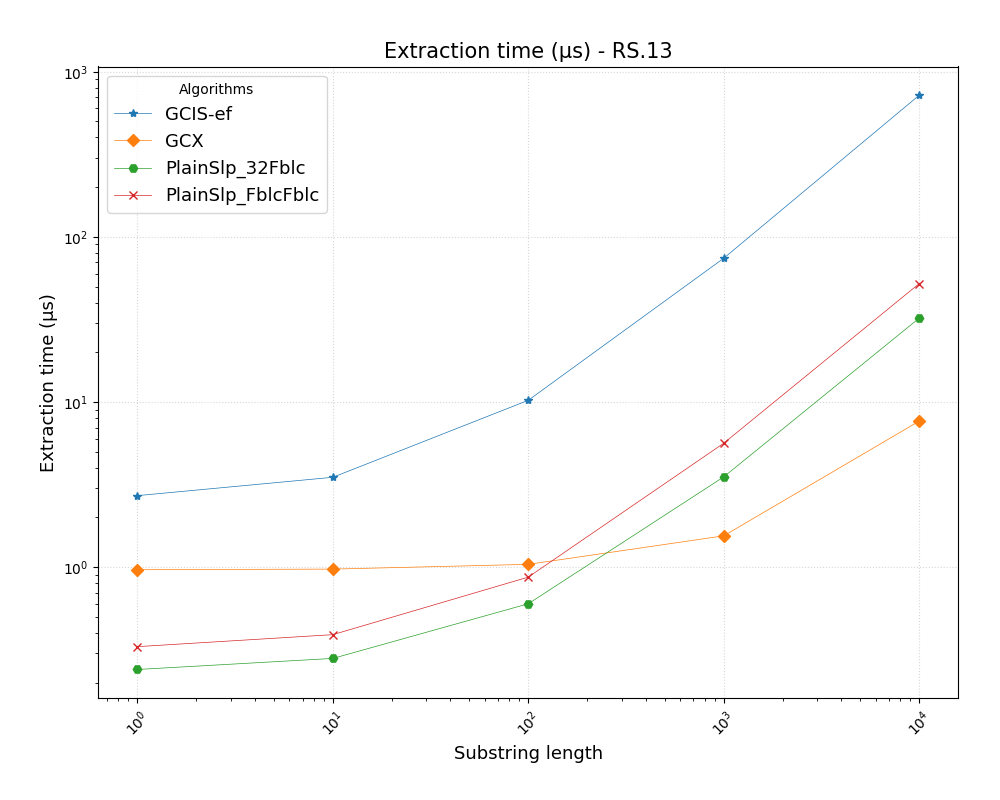 Extraction time (µs) - RS.13
Algorithms
GCIS-ef
GCX
PlainSlp_32Fblc
PlainSlp_FblcFblc
Extraction time (µs)
10³
10²
10¹
10⁰
10⁰
10¹
10²
10³
10⁴
Substring length